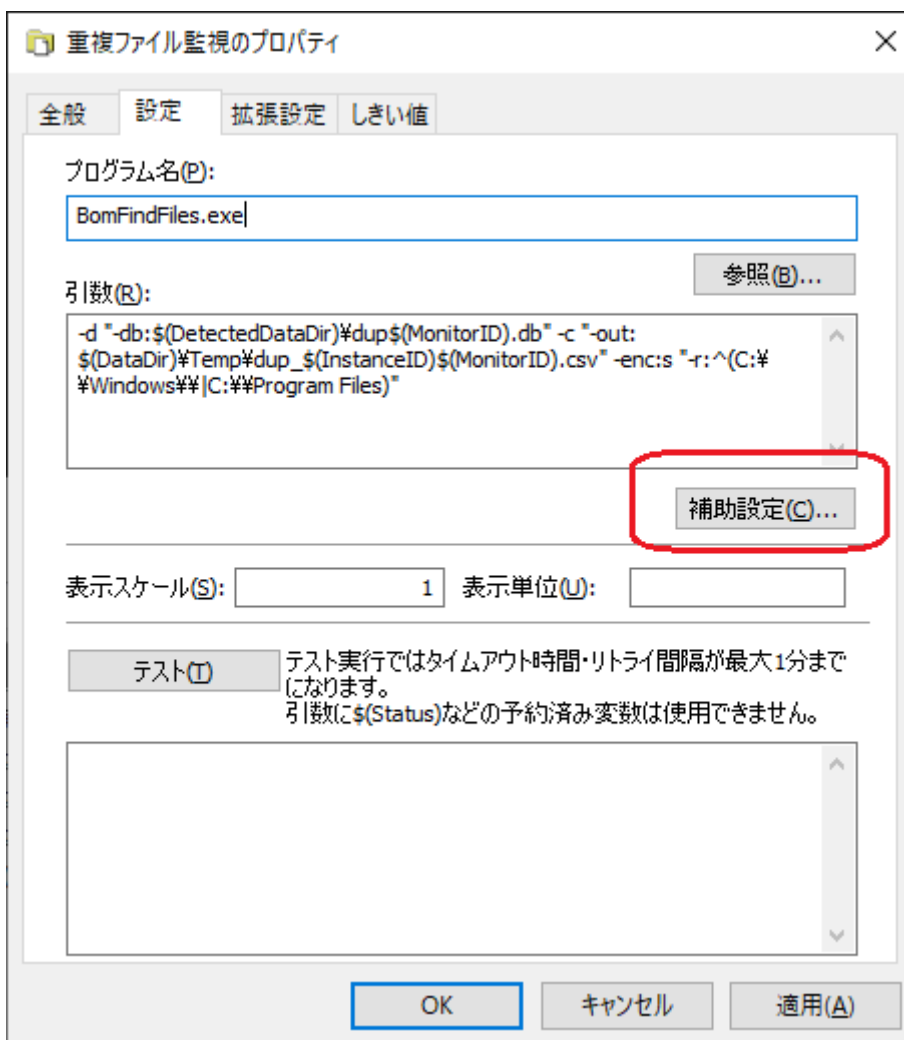 重複ファイル監視のプロパティ
全般 設定 拡張設定 しきい値
プログラム名(P):
BomFindFiles.exe
参照(B)...
引数(R):
-d "-db:$(DetectedDataDir)¥dup$(MonitorID).db" -c "-out:
$(DataDir)¥Temp¥dup_$(InstanceID)$(MonitorID).csv" -enc:s "-r:^(C:¥
¥Windows¥¥|C:¥¥Program Files)"
補助設定(C)...
表示スケール(S): 1 表示単位(U):
テスト(T)
テスト実行ではタイムアウト時間・リトライ間隔が最大1分まで
になります。
引数に$(Status)などの予約済み変数は使用できません。
OK キャンセル 適用(A)